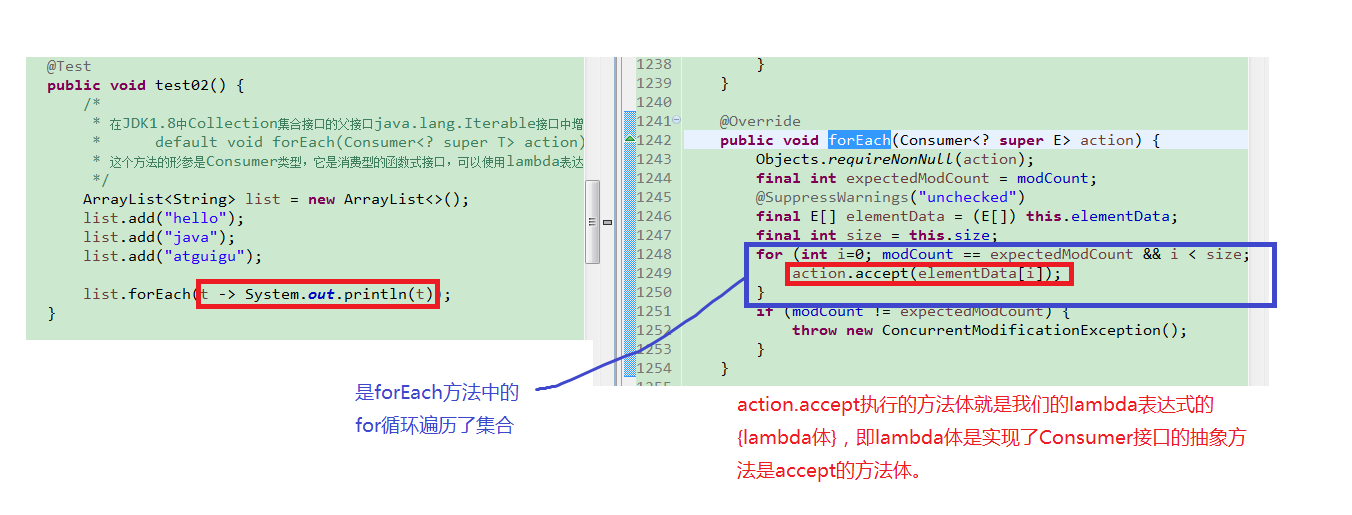 @Test
public void test02() {
/*
* 在JDK1.8中Collection集合接口的父接口java.lang.Iterable接口中增
* default void forEach(Consumer<? super T> action)
* 这个方法的形参是Consumer类型，它是消费型的函数式接口，可以使用lambda表达
*/
ArrayList<String> list = new ArrayList<>();
list.add("hello");
list.add("java");
list.add("atguigu");
list.forEach(t -> System.out.println(t));
}
1238 }
1239 }
1240
1241 @Override
1242 public void forEach(Consumer<? super E> action) {
1243 Objects.requireNonNull(action);
1244 final int expectedModCount = modCount;
1245 @SuppressWarnings("unchecked")
1246 final E[] elementData = (E[]) this.elementData;
1247 final int size = this.size;
1248 for (int i=0; modCount == expectedModCount && i < size;
1249 action.accept(elementData[i]);
1250 }
1251 if (modCount != expectedModCount) {
1252 throw new ConcurrentModificationException();
1253 }
1254 }
是forEach方法中的
for循环遍历了集合
action.accept执行的方法体就是我们的lambda表达式的
{lambda体}，即lambda体是实现了Consumer接口的抽象方
法是accept的方法体。